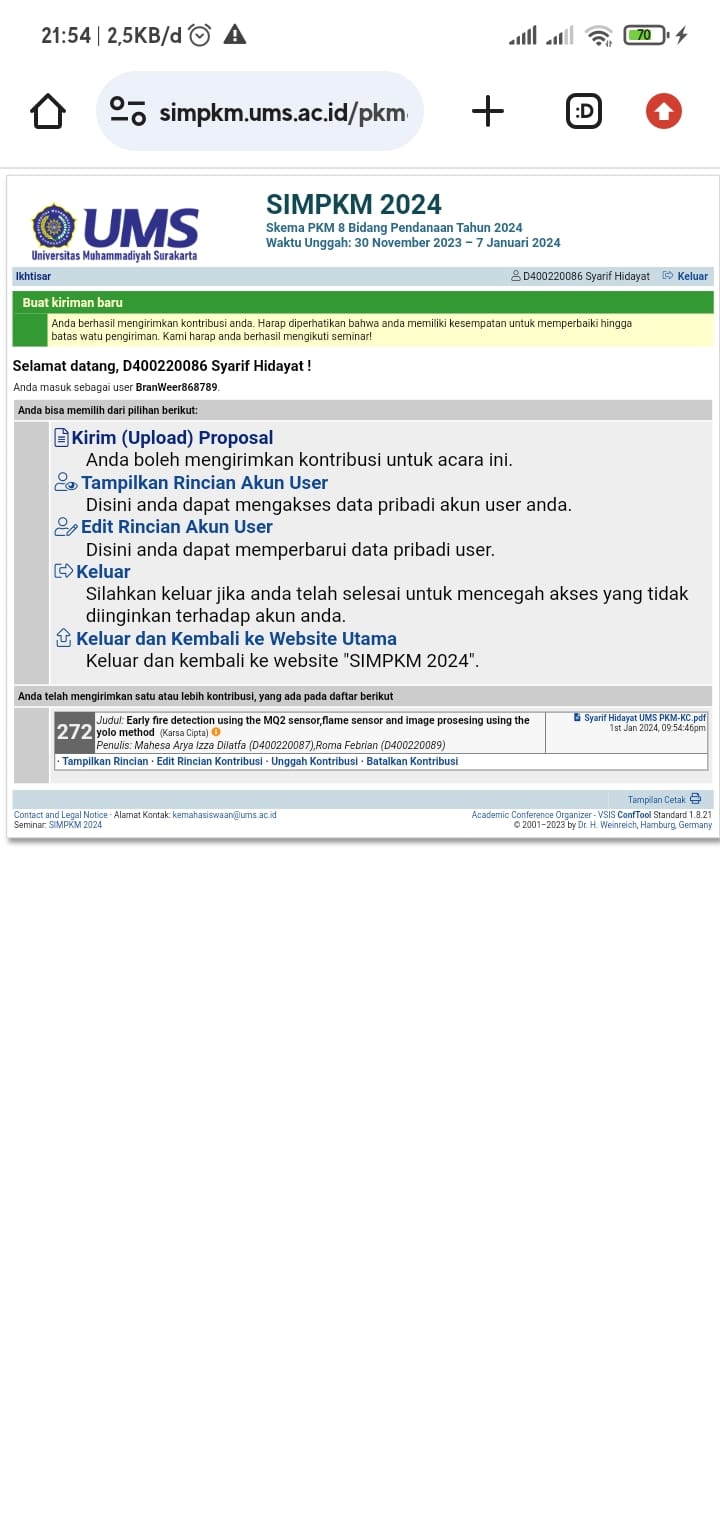 21:54 | 2,5KB/d
70
simpkm.ums.ac.id/pkm
:D
UMS
Universitas Muhammadiyah Surakarta
SIMPKM 2024
Skema PKM 8 Bidang Pendanaan Tahun 2024
Waktu Unggah: 30 November 2023 – 7 Januari 2024
Ikhtisar
D400220086 Syarif Hidayat Keluar
Buat kiriman baru
Anda berhasil mengirimkan kontribusi anda. Harap diperhatikan bahwa anda memiliki kesempatan untuk memperbaiki hingga
batas watu pengiriman. Kami harap anda berhasil mengikuti seminar!
Selamat datang, D400220086 Syarif Hidayat !
Anda masuk sebagai user BranWeer868789.
Anda bisa memilih dari pilihan berikut:
Kirim (Upload) Proposal
Anda boleh mengirimkan kontribusi untuk acara ini.
Tampilkan Rincian Akun User
Disini anda dapat mengakses data pribadi akun user anda.
Edit Rincian Akun User
Disini anda dapat memperbarui data pribadi user.
Keluar
Silahkan keluar jika anda telah selesai untuk mencegah akses yang tidak
diinginkan terhadap akun anda.
Keluar dan Kembali ke Website Utama
Keluar dan kembali ke website "SIMPKM 2024".
Anda telah mengirimkan satu atau lebih kontribusi, yang ada pada daftar berikut
272
Judul: Early fire detection using the MQ2 sensor,flame sensor and image prosesing using the
yolo method (Karsa Cipta)
Penulis: Mahesa Arya Izza Dilatfa (D400220087),Roma Febrian (D400220089)
Syarif Hidayat UMS PKM-KC.pdf
1st Jan 2024, 09:54:46pm
· Tampilkan Rincian · Edit Rincian Kontribusi · Unggah Kontribusi · Batalkan Kontribusi
Tampilan Cetak
Contact and Legal Notice · Alamat Kontak: kemahasiswaan@ums.ac.id
Seminar: SIMPKM 2024
Academic Conference Organizer - VSIS ConfTool Standard 1.8.21
© 2001–2023 by Dr. H. Weinreich, Hamburg, Germany